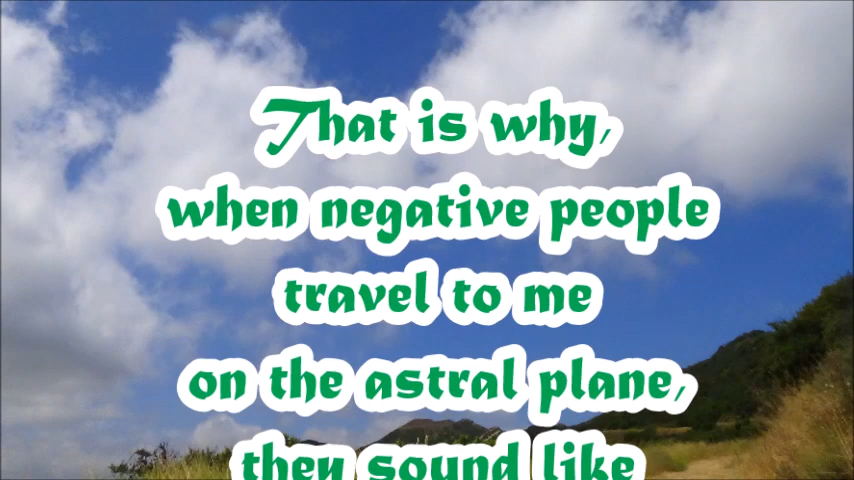 That is why,
when negative people
travel to me
on the astral plane,
they sound like